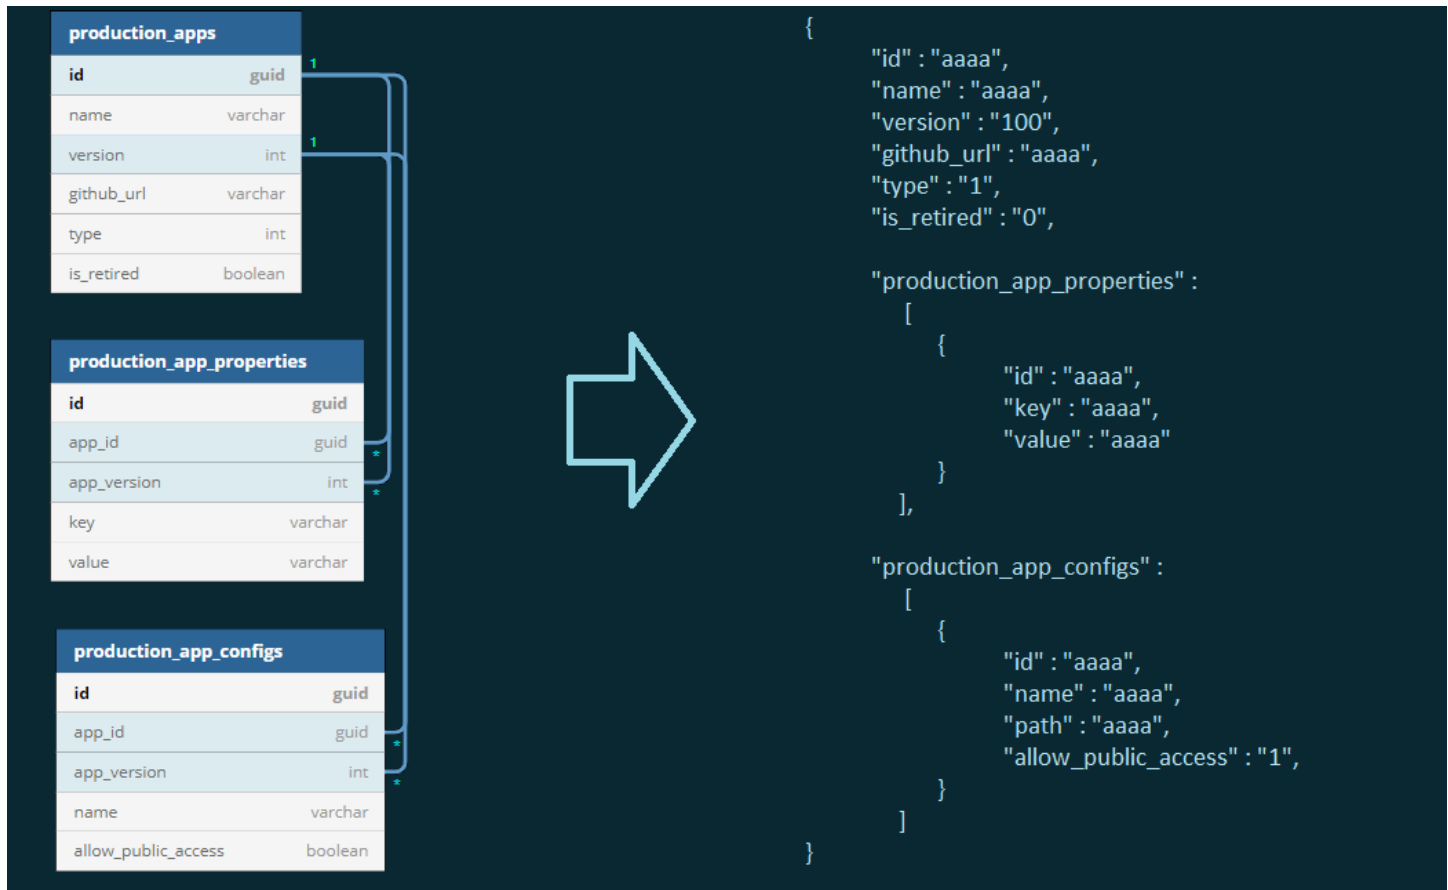 production_apps
id guid
1
name varchar
version int
1
github_url varchar
type int
is_retired boolean
production_app_properties
id guid
app_id guid
*
app_version int
*
key varchar
value varchar
production_app_configs
id guid
app_id guid
*
app_version int
*
name varchar
allow_public_access boolean
{
"id" : "aaaa",
"name" : "aaaa",
"version" : "100",
"github_url" : "aaaa",
"type" : "1",
"is_retired" : "0",
"production_app_properties" :
[
{
"id" : "aaaa",
"key" : "aaaa",
"value" : "aaaa"
}
],
"production_app_configs" :
[
{
"id" : "aaaa",
"name" : "aaaa",
"path" : "aaaa",
"allow_public_access" : "1",
}
]
}